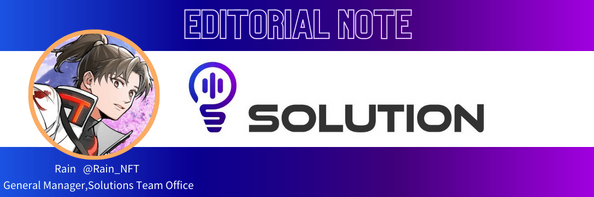 EDITORIAL NOTE
SOLUTION
Rain @Rain_NFT
General Manager,Solutions Team Office